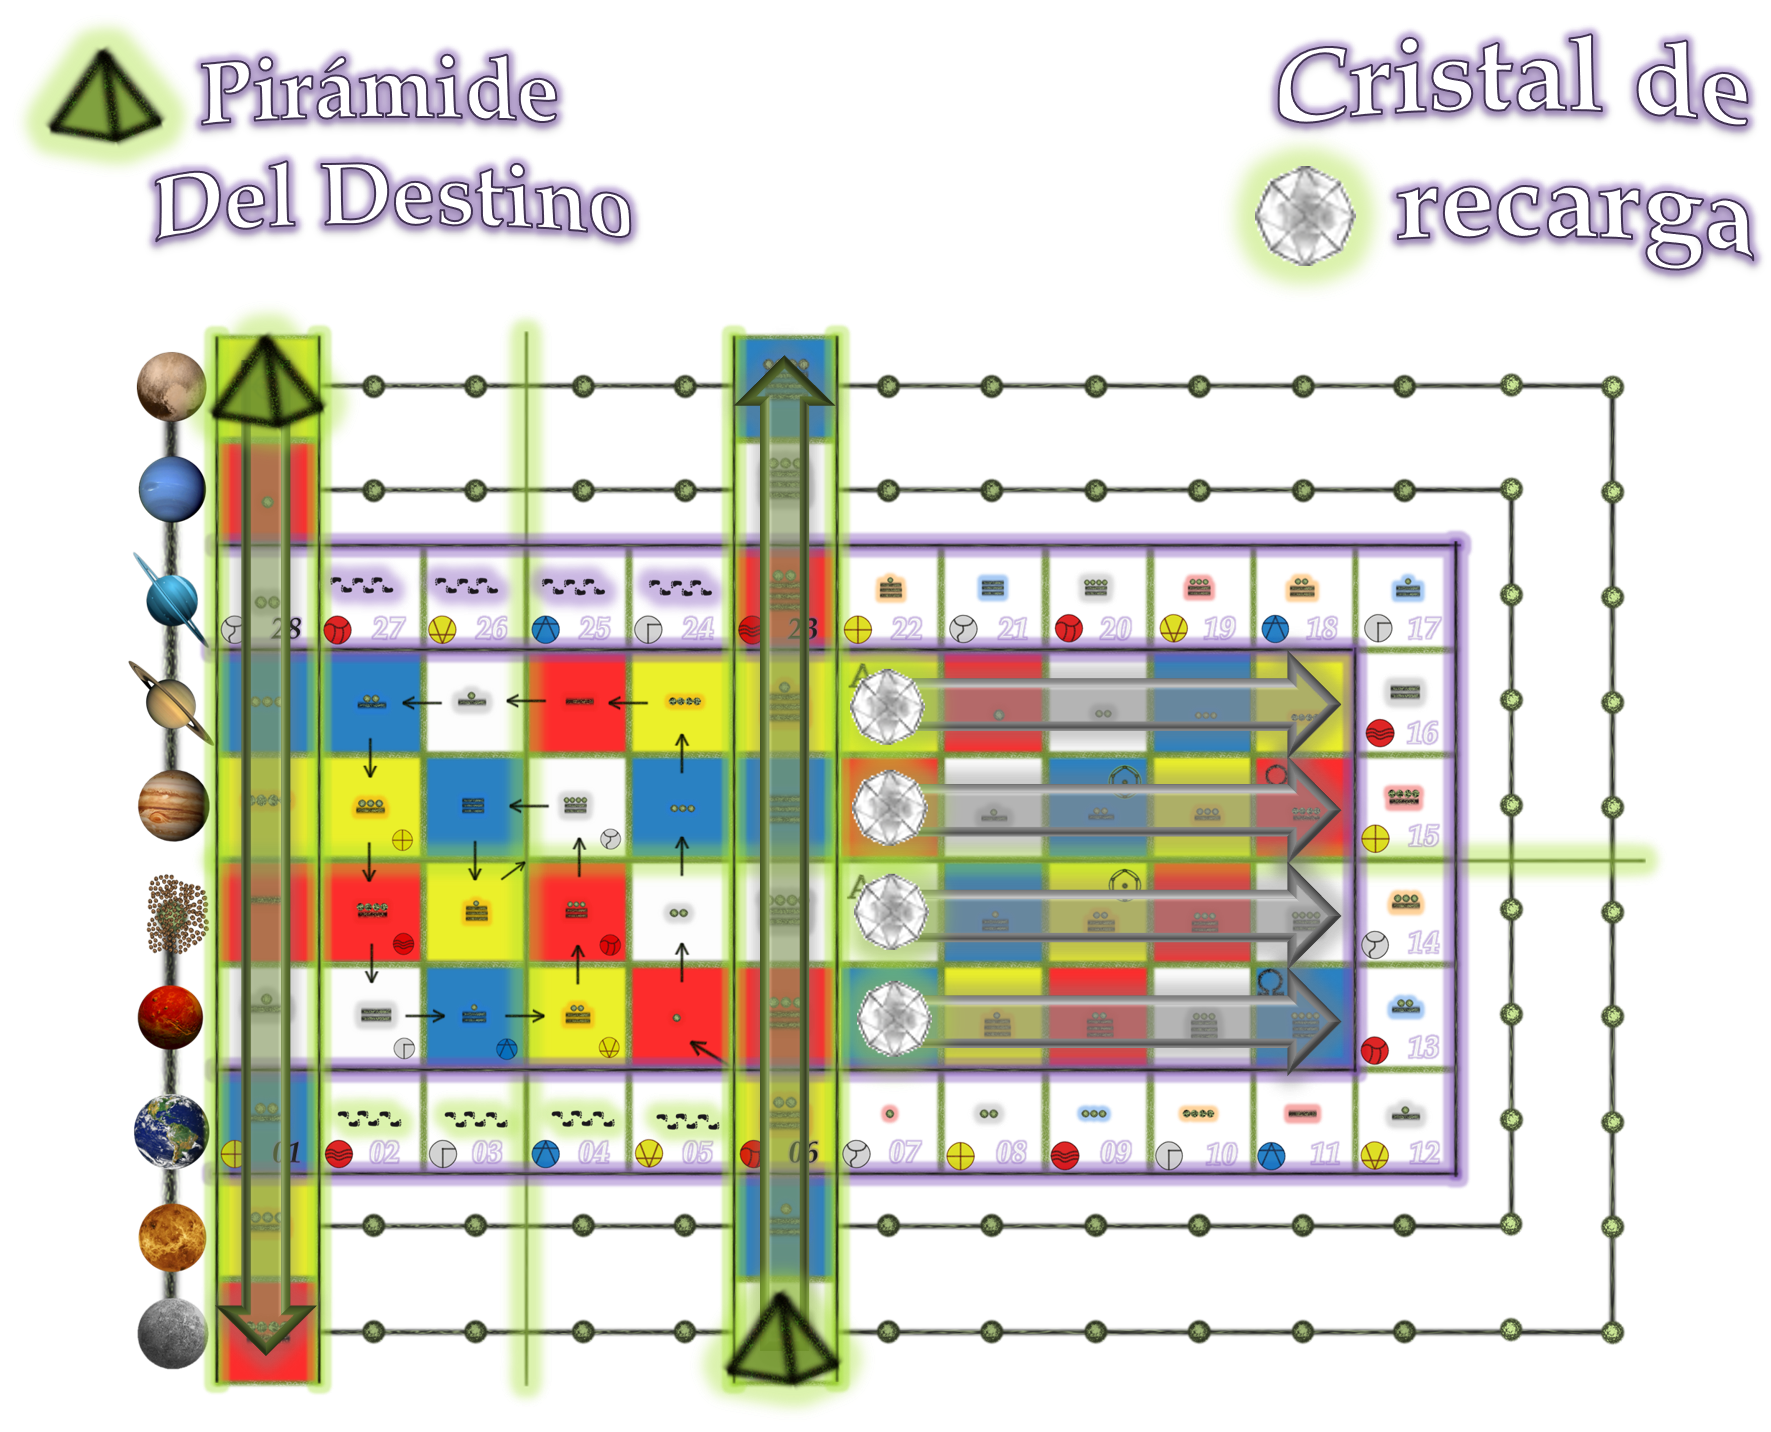 Pirámide
Del Destino
Cristal de
recarga
28 27 26 25 24 23 22 21 20 19 18 17
A
16
15
A
14
13
01 02 03 04 05 06 07 08 09 10 11 12